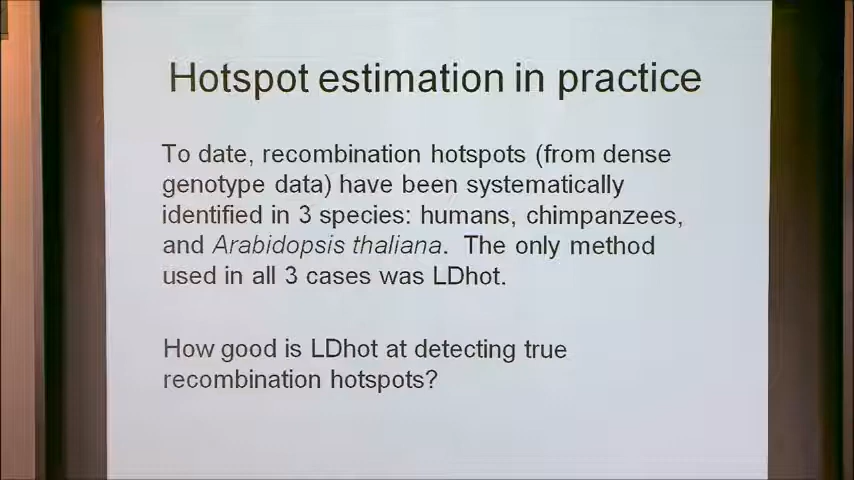 Hotspot estimation in practice
To date, recombination hotspots (from dense
genotype data) have been systematically
identified in 3 species: humans, chimpanzees,
and Arabidopsis thaliana. The only method
used in all 3 cases was LDhot.
How good is LDhot at detecting true
recombination hotspots?